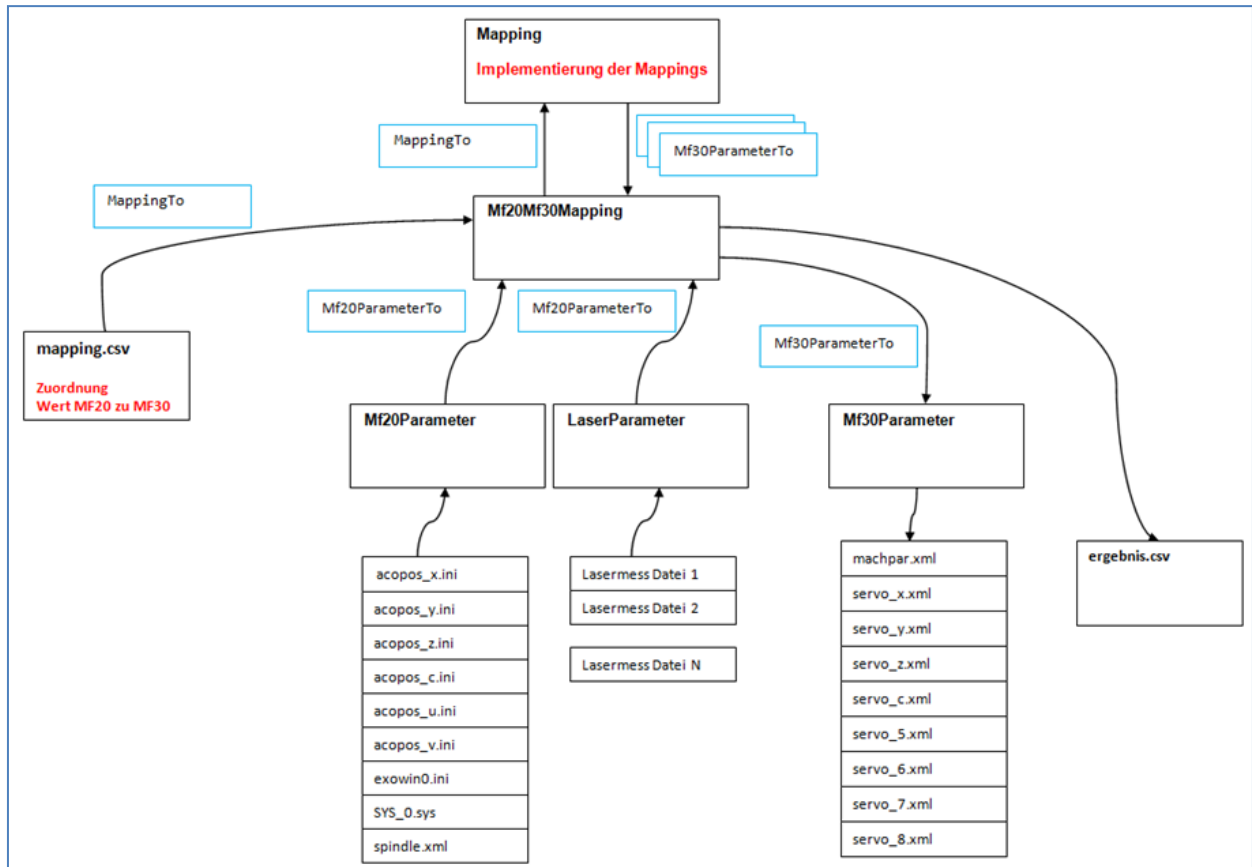 Mapping
Implementierung der Mappings
MappingTo
Mf30ParameterTo
MappingTo
Mf20Mf30Mapping
Mf20ParameterTo
Mf20ParameterTo
Mf30ParameterTo
mapping.csv
Zuordnung
Wert MF20 zu MF30
Mf20Parameter
LaserParameter
Mf30Parameter
acopos_x.ini
acopos_y.ini
acopos_z.ini
acopos_c.ini
acopos_u.ini
acopos_v.ini
exowin0.ini
SYS_0.sys
spindle.xml
Lasermess Datei 1
Lasermess Datei 2
Lasermess Datei N
machpar.xml
servo_x.xml
servo_y.xml
servo_z.xml
servo_c.xml
servo_5.xml
servo_6.xml
servo_7.xml
servo_8.xml
ergebnis.csv